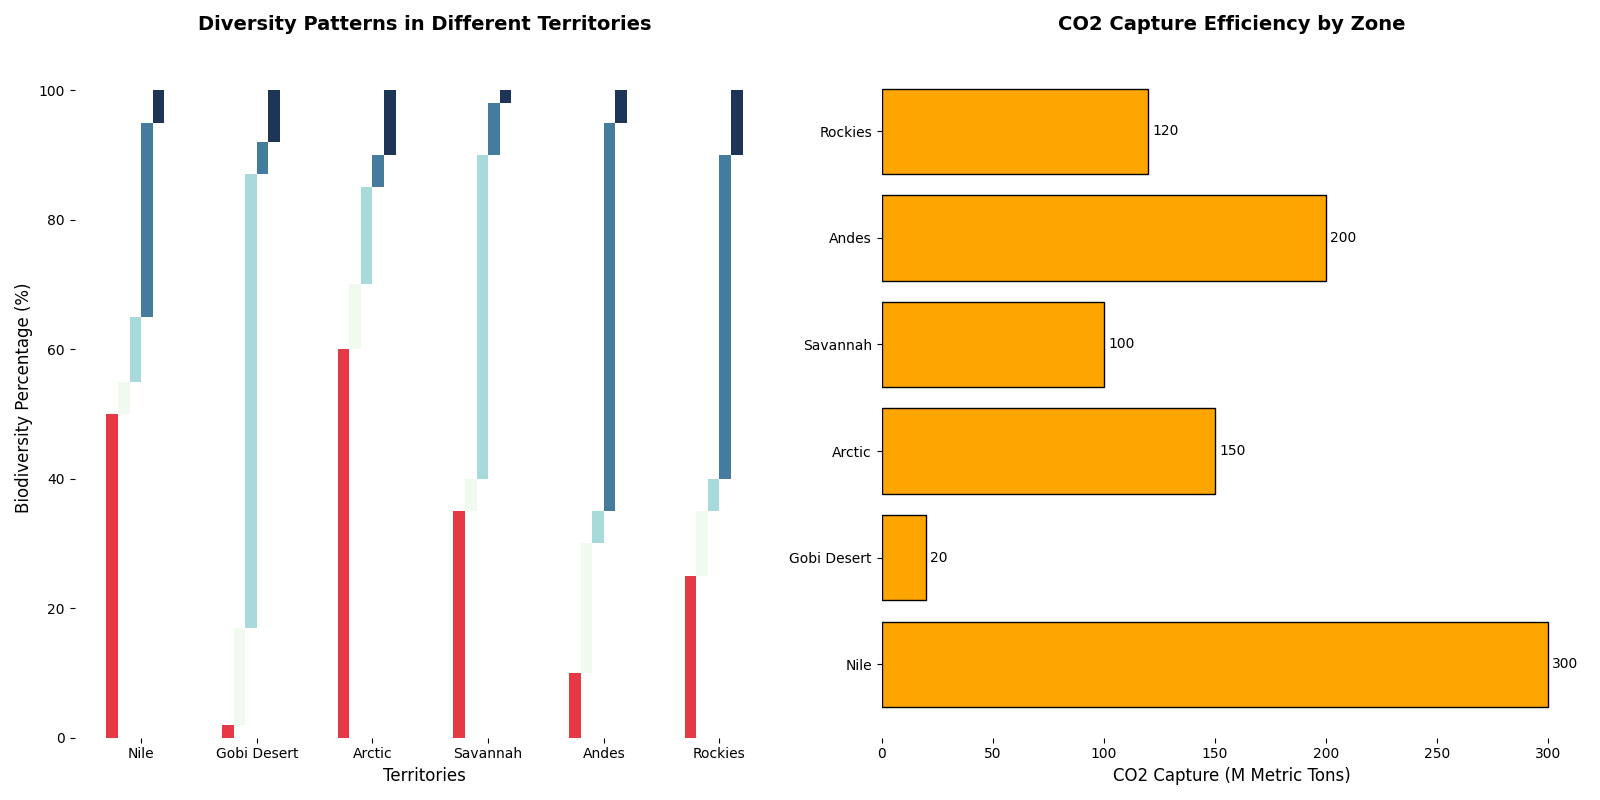 Diversity Patterns in Different Territories
100
80
60
40
20
0
Biodiversity Percentage (%)
Nile
Gobi Desert
Arctic
Savannah
Andes
Rockies
Territories
CO2 Capture Efficiency by Zone
Rockies
120
Andes
200
Savannah
100
Arctic
150
Gobi Desert
20
Nile
300
0
50
100
150
200
250
300
CO2 Capture (M Metric Tons)